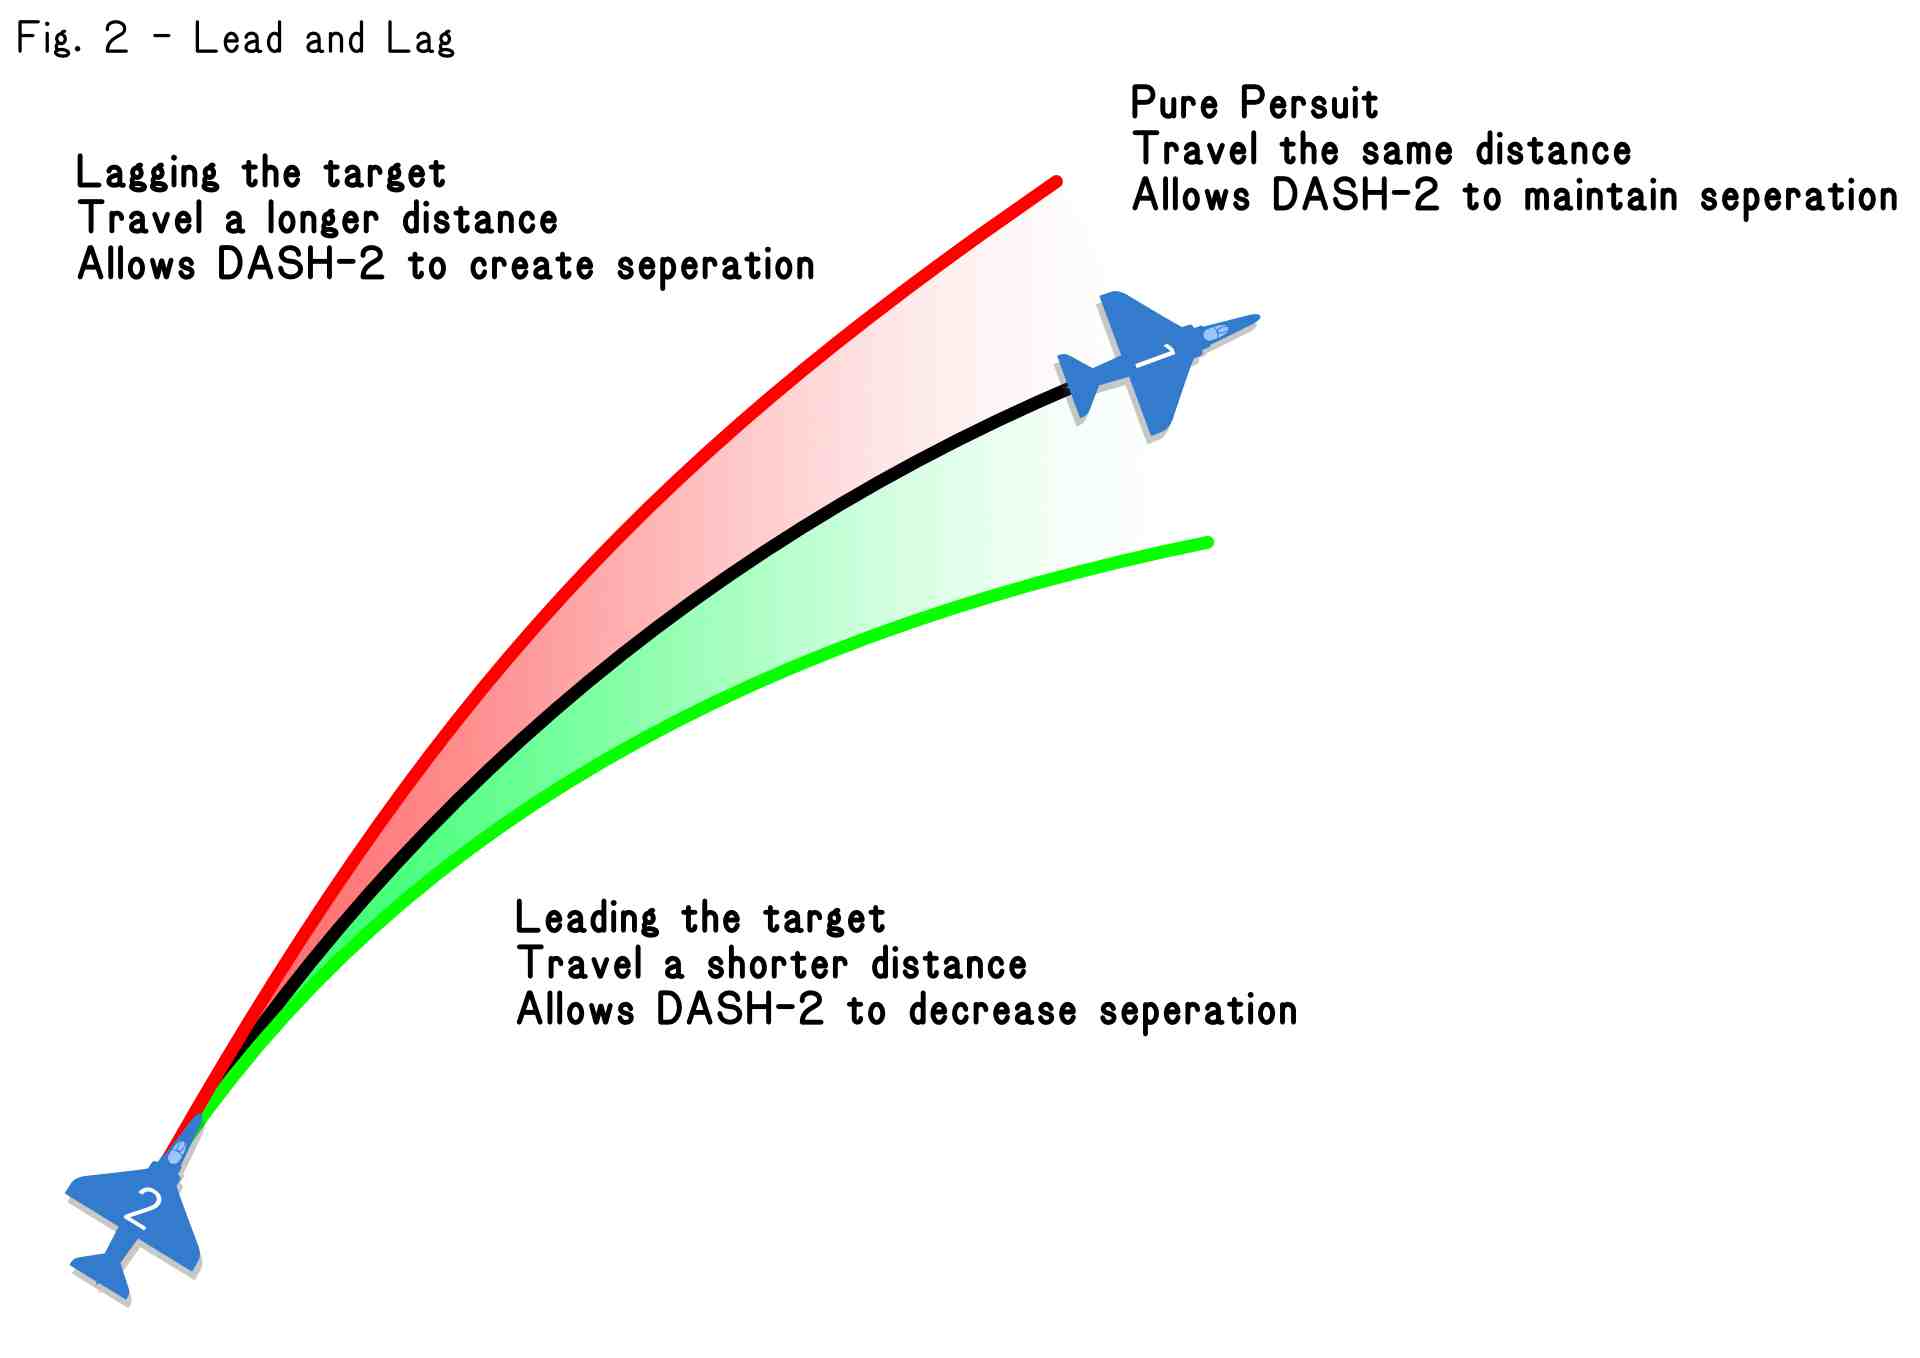 Fig. 2 - Lead and Lag
Pure Persuit
Travel the same distance
Allows DASH-2 to maintain seperation
Lagging the target
Travel a longer distance
Allows DASH-2 to create seperation
1
Leading the target
Travel a shorter distance
Allows DASH-2 to decrease seperation
2